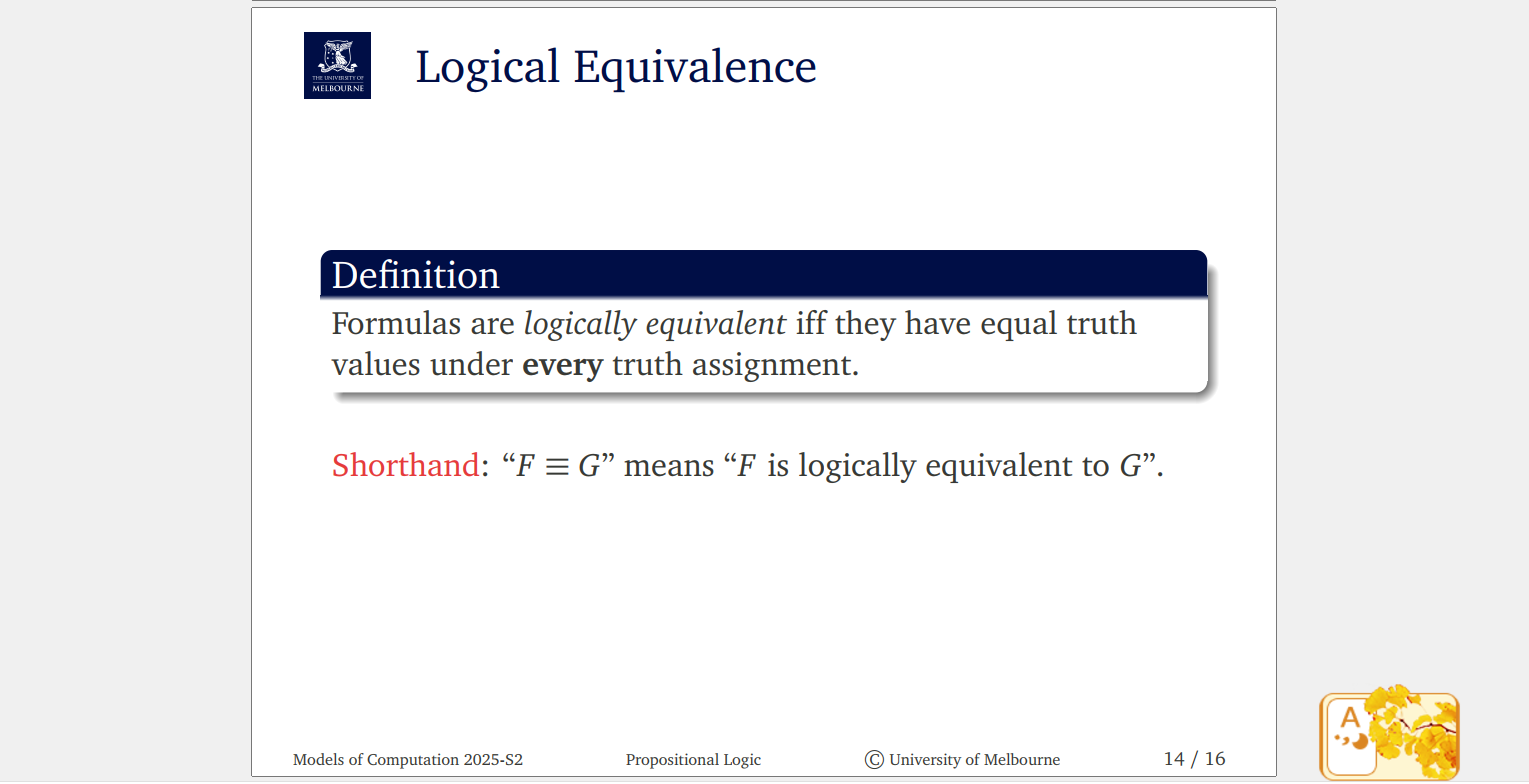 THE UNIVERSITY OF
MELBOURNE
Logical Equivalence
Definition
Formulas are logically equivalent iff they have equal truth
values under every truth assignment.
Shorthand: “F ≡ G” means “F is logically equivalent to G”.
Models of Computation 2025-S2 Propositional Logic © University of Melbourne 14 / 16
A